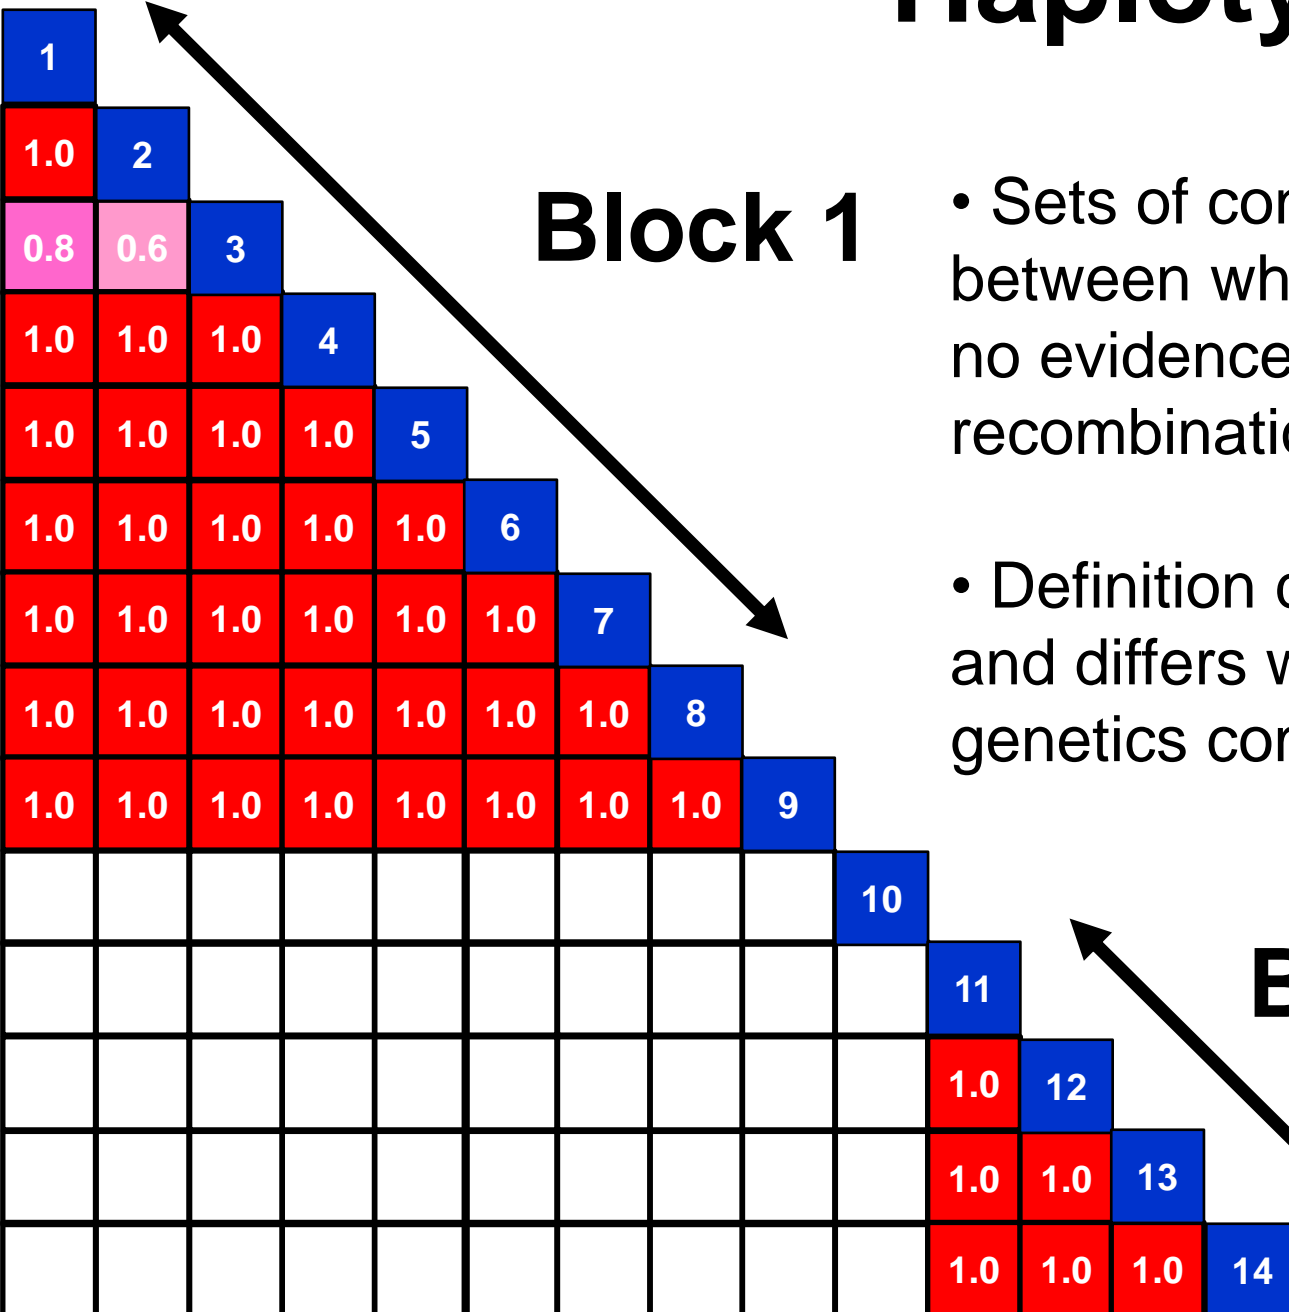 1
1.0 2
0.8 0.6 3
1.0 1.0 1.0 4
1.0 1.0 1.0 1.0 5
1.0 1.0 1.0 1.0 1.0 6
1.0 1.0 1.0 1.0 1.0 1.0 7
1.0 1.0 1.0 1.0 1.0 1.0 1.0 8
1.0 1.0 1.0 1.0 1.0 1.0 1.0 1.0 9
10
11
1.0 12
1.0 1.0 13
1.0 1.0 1.0 14
Block 1
• Sets of
between
no evidence
• Definition
and differs
genetics